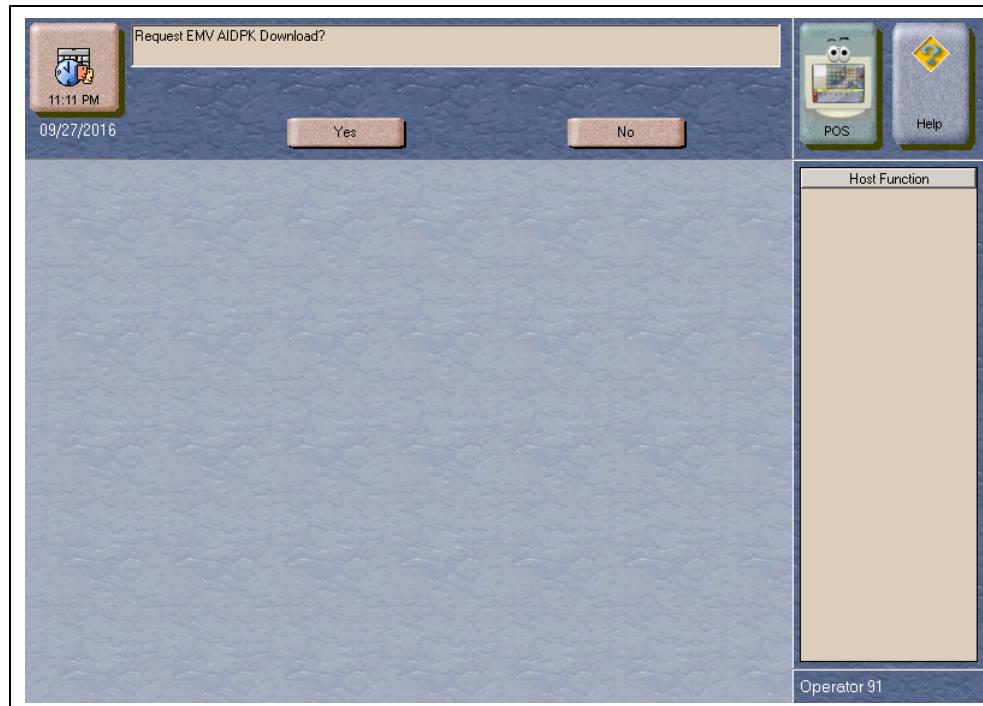 Request EMV AIDPK Download?
11:11 PM
09/27/2016
Yes
No
POS
Help
Host Function
Operator 91